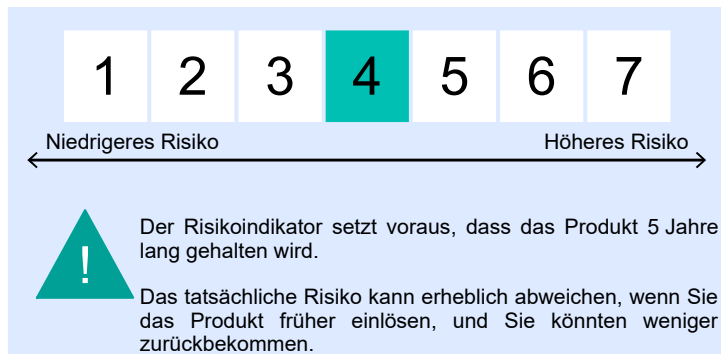 1 2 3 4 5 6 7
Niedrigeres Risiko Höheres Risiko
!
Der Risikoindikator setzt voraus, dass das Produkt 5 Jahre
lang gehalten wird.
Das tatsächliche Risiko kann erheblich abweichen, wenn Sie
das Produkt früher einlösen, und Sie könnten weniger
zurückbekommen.